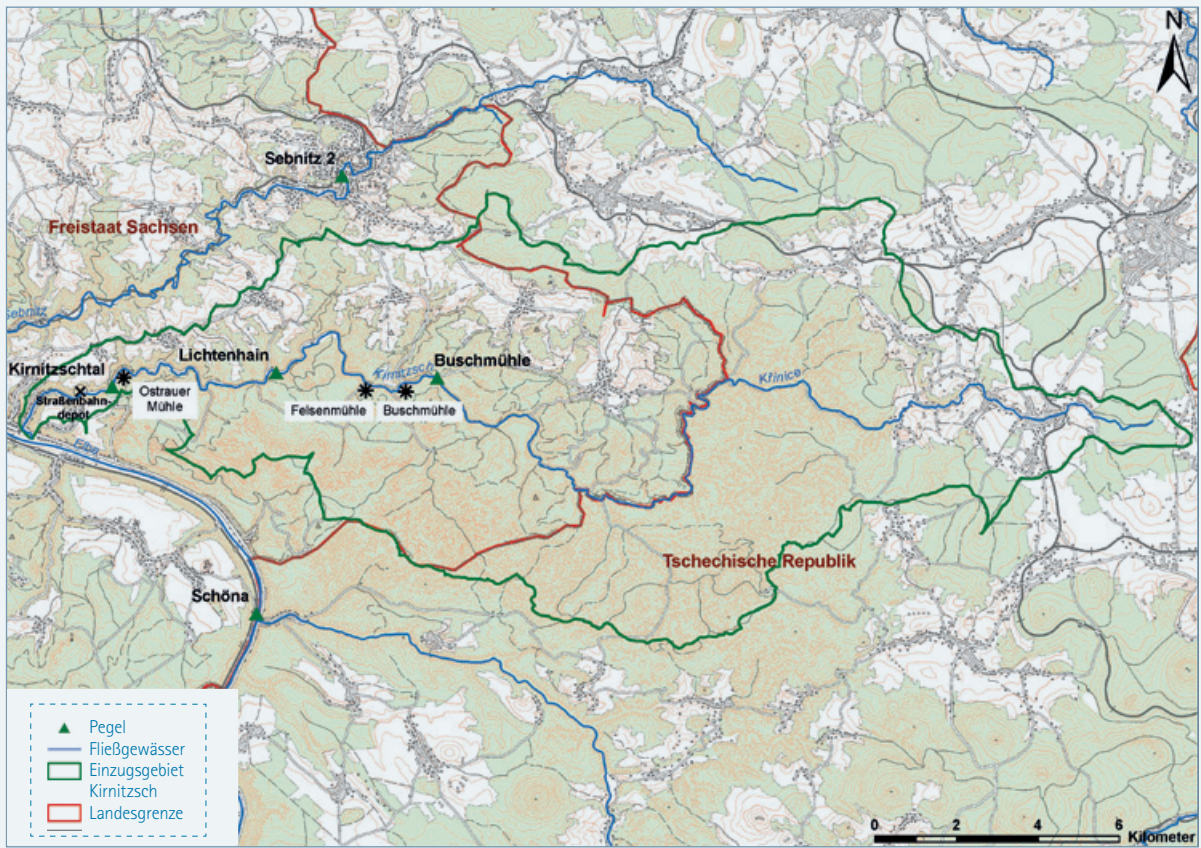 N
Sebnitz 2
Freistaat Sachsen
Sebnitz
Kirnitzschtal
Lichtenhain
Buschmühle
Kirnitzsch
Křinice
Straßenbahn-
depot
Ostrauer
Mühle
Felsenmühle
Buschmühle
Elbe
Tschechische Republik
Schöna
Pegel
Fließgewässer
Einzugsgebiet
Kirnitzsch
Landesgrenze
0 2 4 6
Kilometer